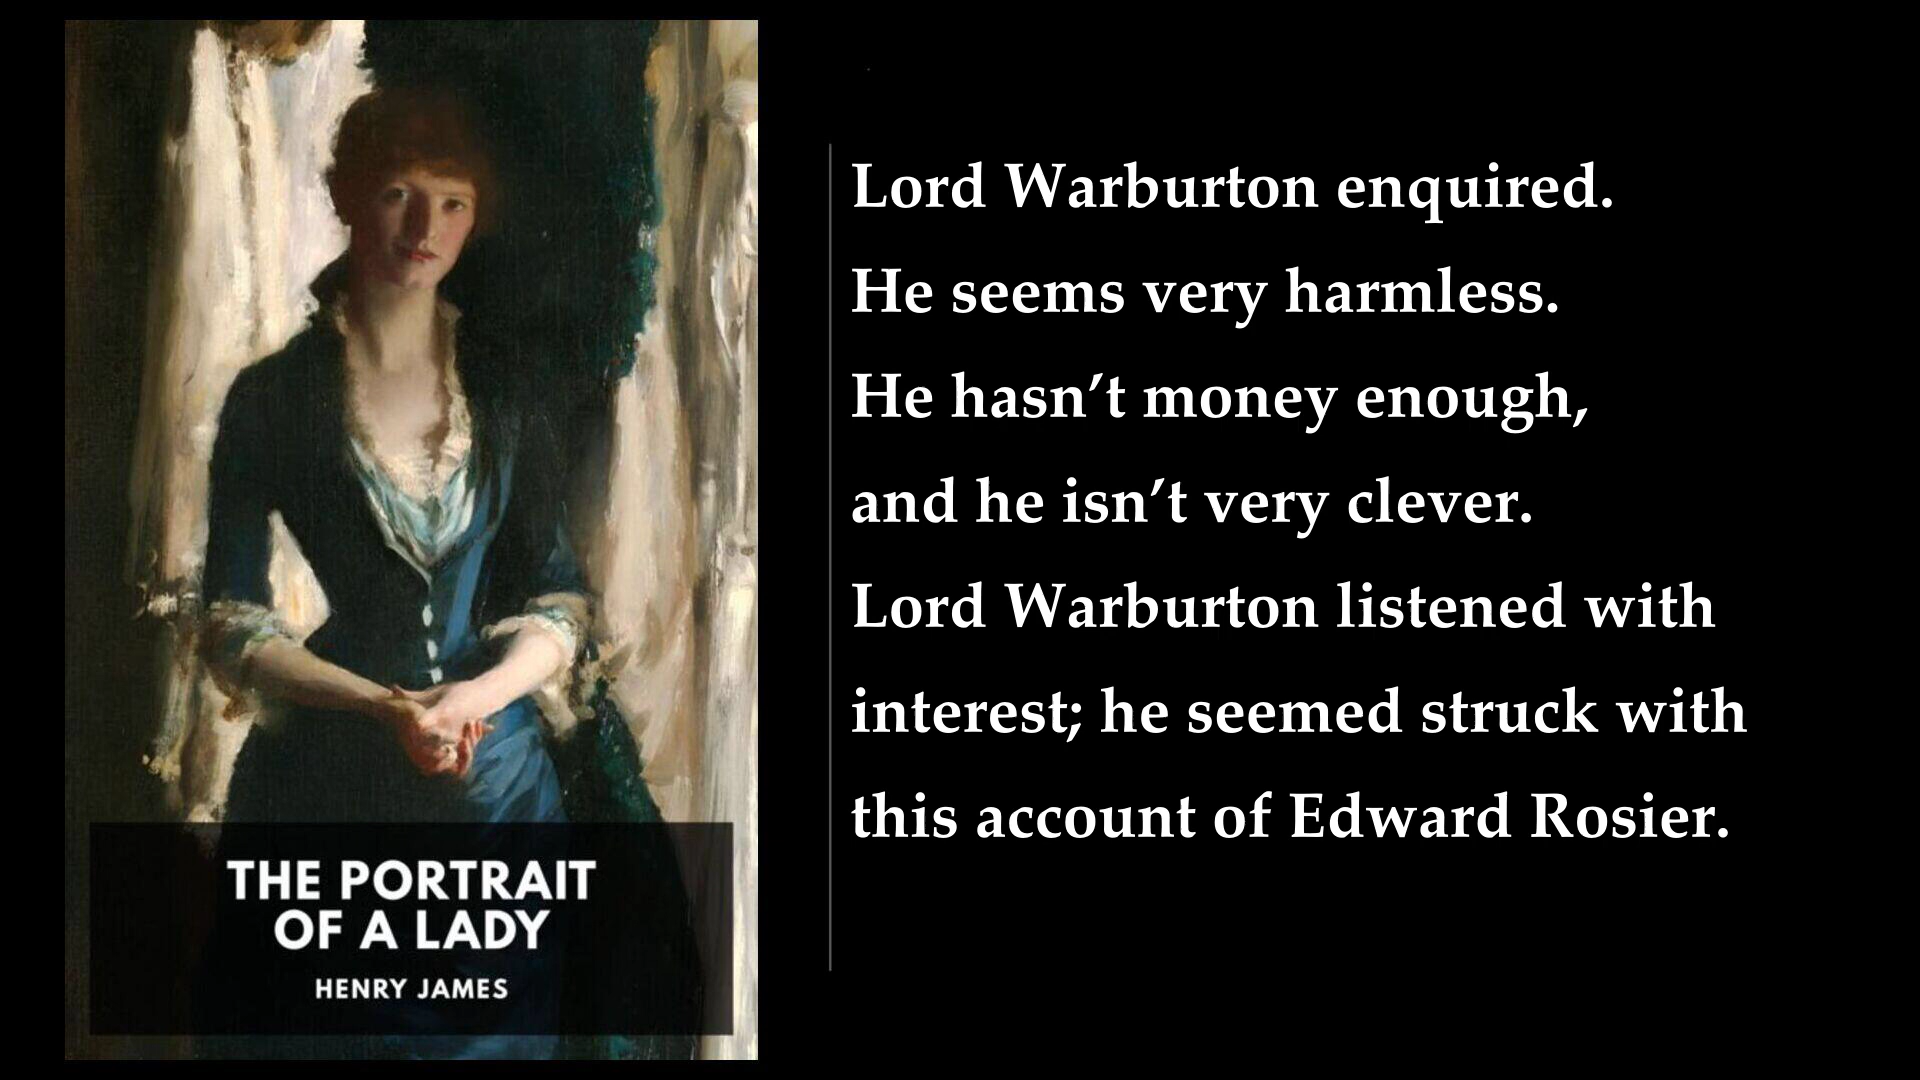 THE PORTRAIT
OF A LADY
HENRY JAMES
Lord Warburton enquired.
He seems very harmless.
He hasn’t money enough,
and he isn’t very clever.
Lord Warburton listened with
interest; he seemed struck with
this account of Edward Rosier.